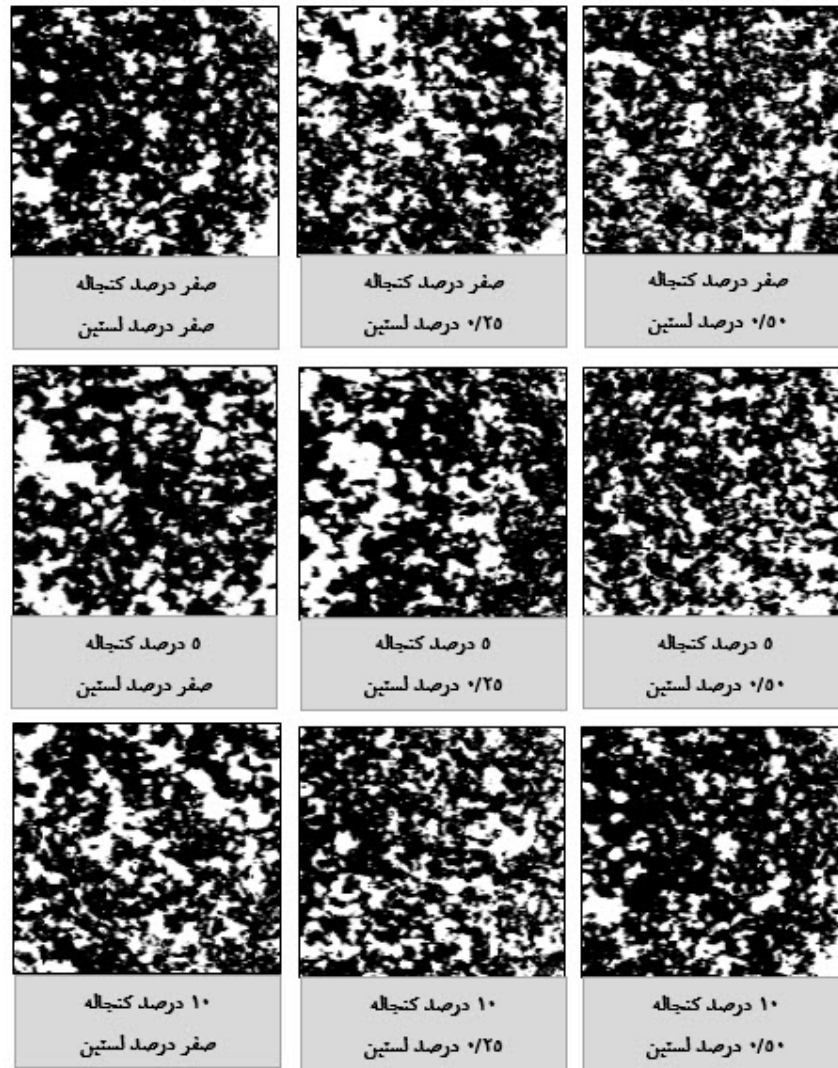 صفر درصد کنجاله
۰/۵۰ درصد لستین
صفر درصد کنجاله
۰/۲۵ درصد لستین
صفر درصد کنجاله
صفر درصد لستین
۵ درصد کنجاله
۰/۵۰ درصد لستین
۵ درصد کنجاله
۰/۲۵ درصد لستین
۵ درصد کنجاله
صفر درصد لستین
۱۰ درصد کنجاله
۰/۵۰ درصد لستین
۱۰ درصد کنجاله
۰/۲۵ درصد لستین
۱۰ درصد کنجاله
صفر درصد لستین